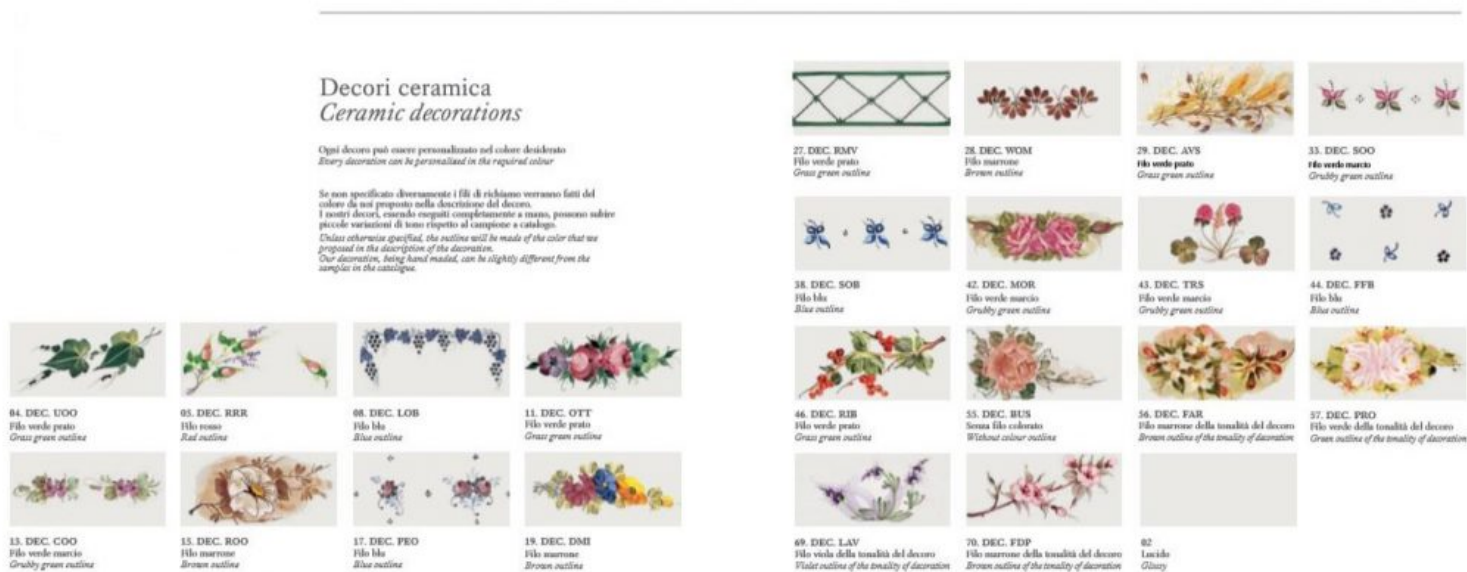 Decori ceramica
Ceramic decorations
Ogni decoro può essere personalizzato nel colore desiderato
Every decoration can be personalised in the required colour
Se non specificato diversamente i fili di richiamo verranno fatti del
colore da noi proposto nella descrizione del decoro.
I nostri decori, essendo eseguiti completamente a mano, possono subire
piccole variazioni di tono rispetto al campione a catalogo.
Unless otherwise specified, the outline will be made of the color that we
proposed in the description of the decoration.
Our decoration, being hand maded, can be slightly different from the
samples in the catalogue.
04. DEC. UOO
Filo verde prato
Grass green outline
05. DEC. RRR
Filo rosso
Red outline
08. DEC. LOB
Filo blu
Blue outline
11. DEC. OTT
Filo verde prato
Grass green outline
13. DEC. COO
Filo verde marcio
Grubby green outline
15. DEC. ROO
Filo marrone
Brown outline
17. DEC. PEO
Filo blu
Blue outline
19. DEC. DMI
Filo marrone
Brown outline
27. DEC. RMV
Filo verde prato
Grass green outline
28. DEC. WOM
Filo marrone
Brown outline
29. DEC. AVS
Filo verde prato
Grass green outline
33. DEC. SOO
Filo verde marcio
Grubby green outline
38. DEC. SOB
Filo blu
Blue outline
42. DEC. MOR
Filo verde marcio
Grubby green outline
43. DEC. TRS
Filo verde marcio
Grubby green outline
44. DEC. FFB
Filo blu
Blue outline
46. DEC. RIB
Filo verde prato
Grass green outline
55. DEC. BUS
Senza filo colorato
Without colour outline
56. DEC. FAR
Filo marrone della tonalità del decoro
Brown outline of the tonality of decoration
57. DEC. PRO
Filo verde della tonalità del decoro
Green outline of the tonality of decoration
69. DEC. LAV
Filo viola della tonalità del decoro
Violet outline of the tonality of decoration
70. DEC. FDP
Filo marrone della tonalità del decoro
Brown outline of the tonality of decoration
02
Lucido
Glossy